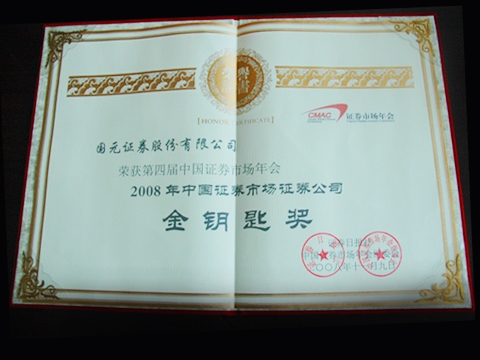 [HONOR CERTIFICATE]
CMAC 证券市场年会
国元证券股份有限公司
荣获第四届中国证券市场年会
2008年中国证券市场证券公司
金钥匙奖